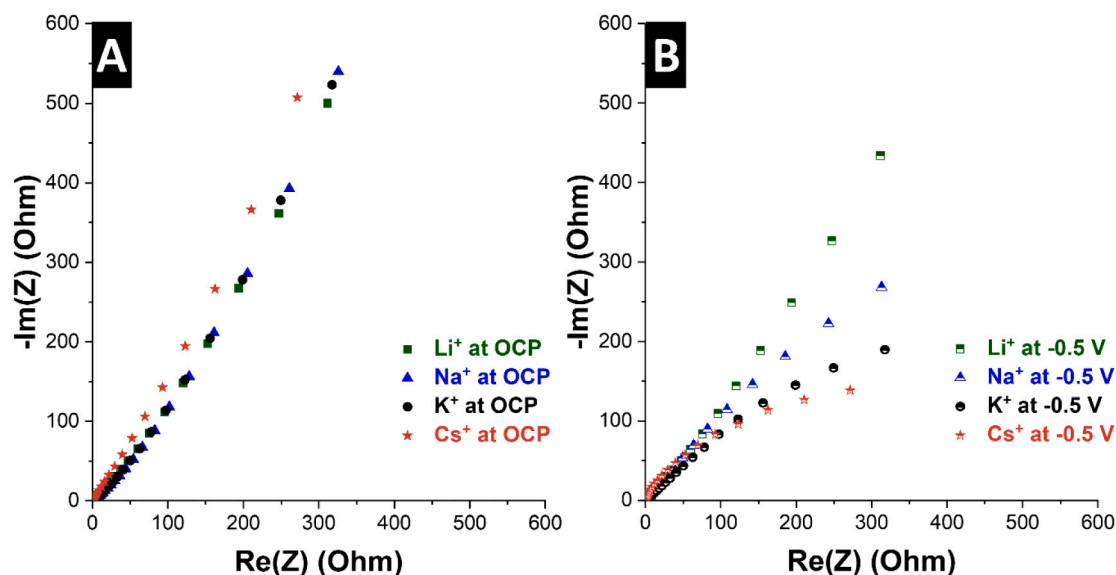 A
600
500
400
300
200
100
0
-Im(Z) (Ohm)
0 100 200 300 400 500 600
Re(Z) (Ohm)
Li⁺ at OCP
Na⁺ at OCP
K⁺ at OCP
Cs⁺ at OCP
B
600
500
400
300
200
100
0
-Im(Z) (Ohm)
0 100 200 300 400 500 600
Re(Z) (Ohm)
Li⁺ at -0.5 V
Na⁺ at -0.5 V
K⁺ at -0.5 V
Cs⁺ at -0.5 V